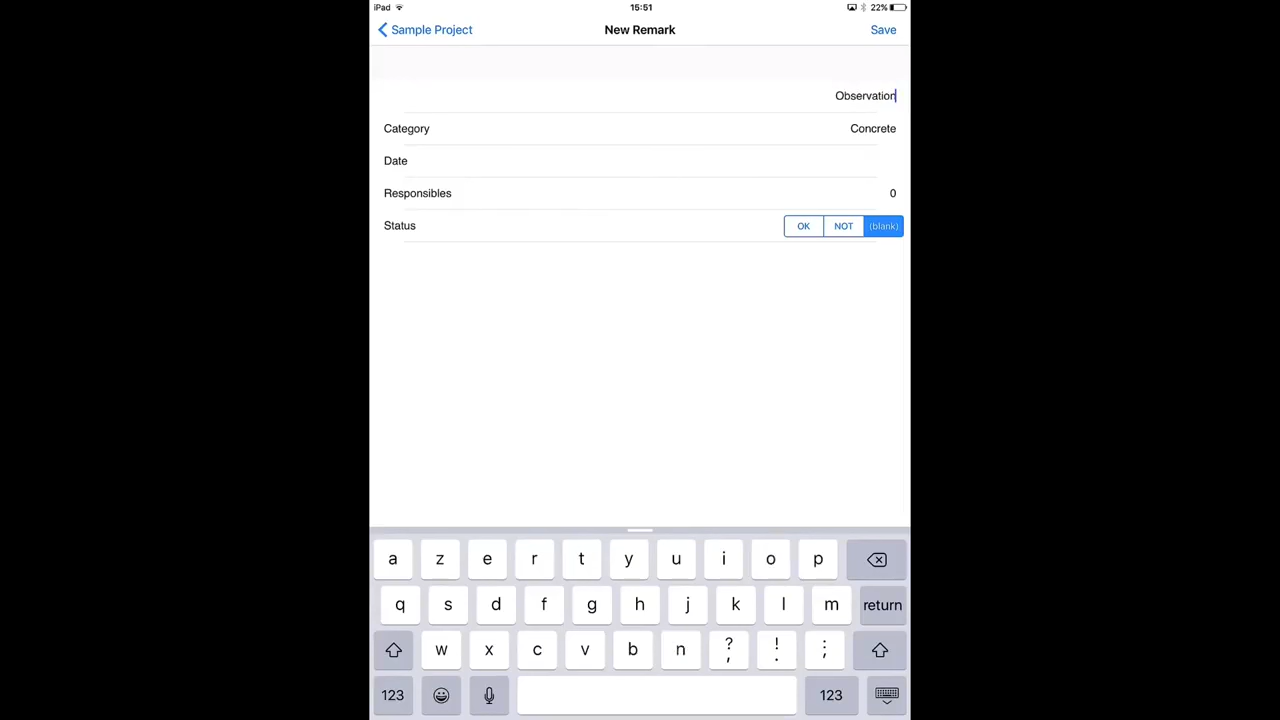 iPad 15:51 22%
Sample Project New Remark Save
Observation
Category Concrete
Date
Responsibles 0
Status OK NOT (blank)
a z e r t y u i o p
q s d f g h j k l m return
w x c v b n ? , ! . ; :
123 123